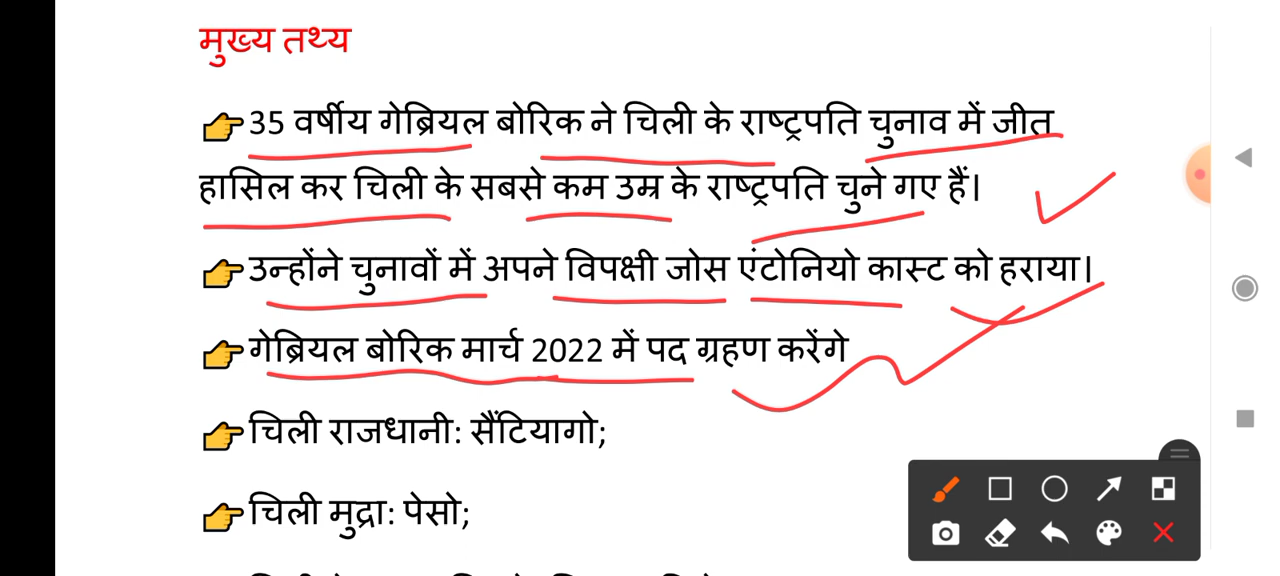 मुख्य तथ्य
👉35 वर्षीय गेब्रियल बोरिक ने चिली के राष्ट्रपति चुनाव में जीत
हासिल कर चिली के सबसे कम उम्र के राष्ट्रपति चुने गए हैं।
👉उन्होंने चुनावों में अपने विपक्षी जोस एंटोनियो कास्ट को हराया।
👉गेब्रियल बोरिक मार्च 2022 में पद ग्रहण करेंगे
👉चिली राजधानी: सैंटियागो;
👉चिली मुद्रा: पेसो;